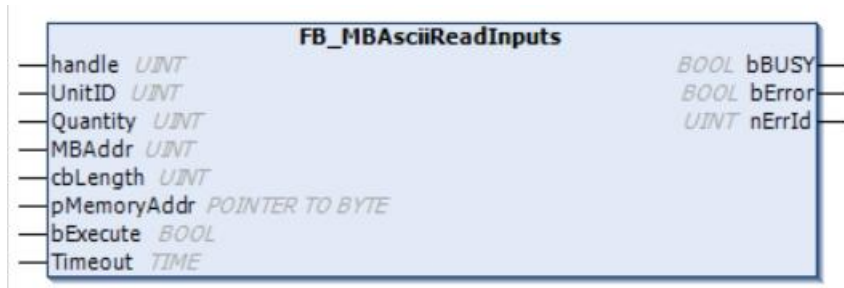 FB_MBAsciiReadInputs
handle UINT BOOL bBUSY
UnitID UINT BOOL bError
Quantity UINT UINT nErrId
MBAddr UINT
cbLength UINT
pMemoryAddr POINTER TO BYTE
bExecute BOOL
Timeout TIME